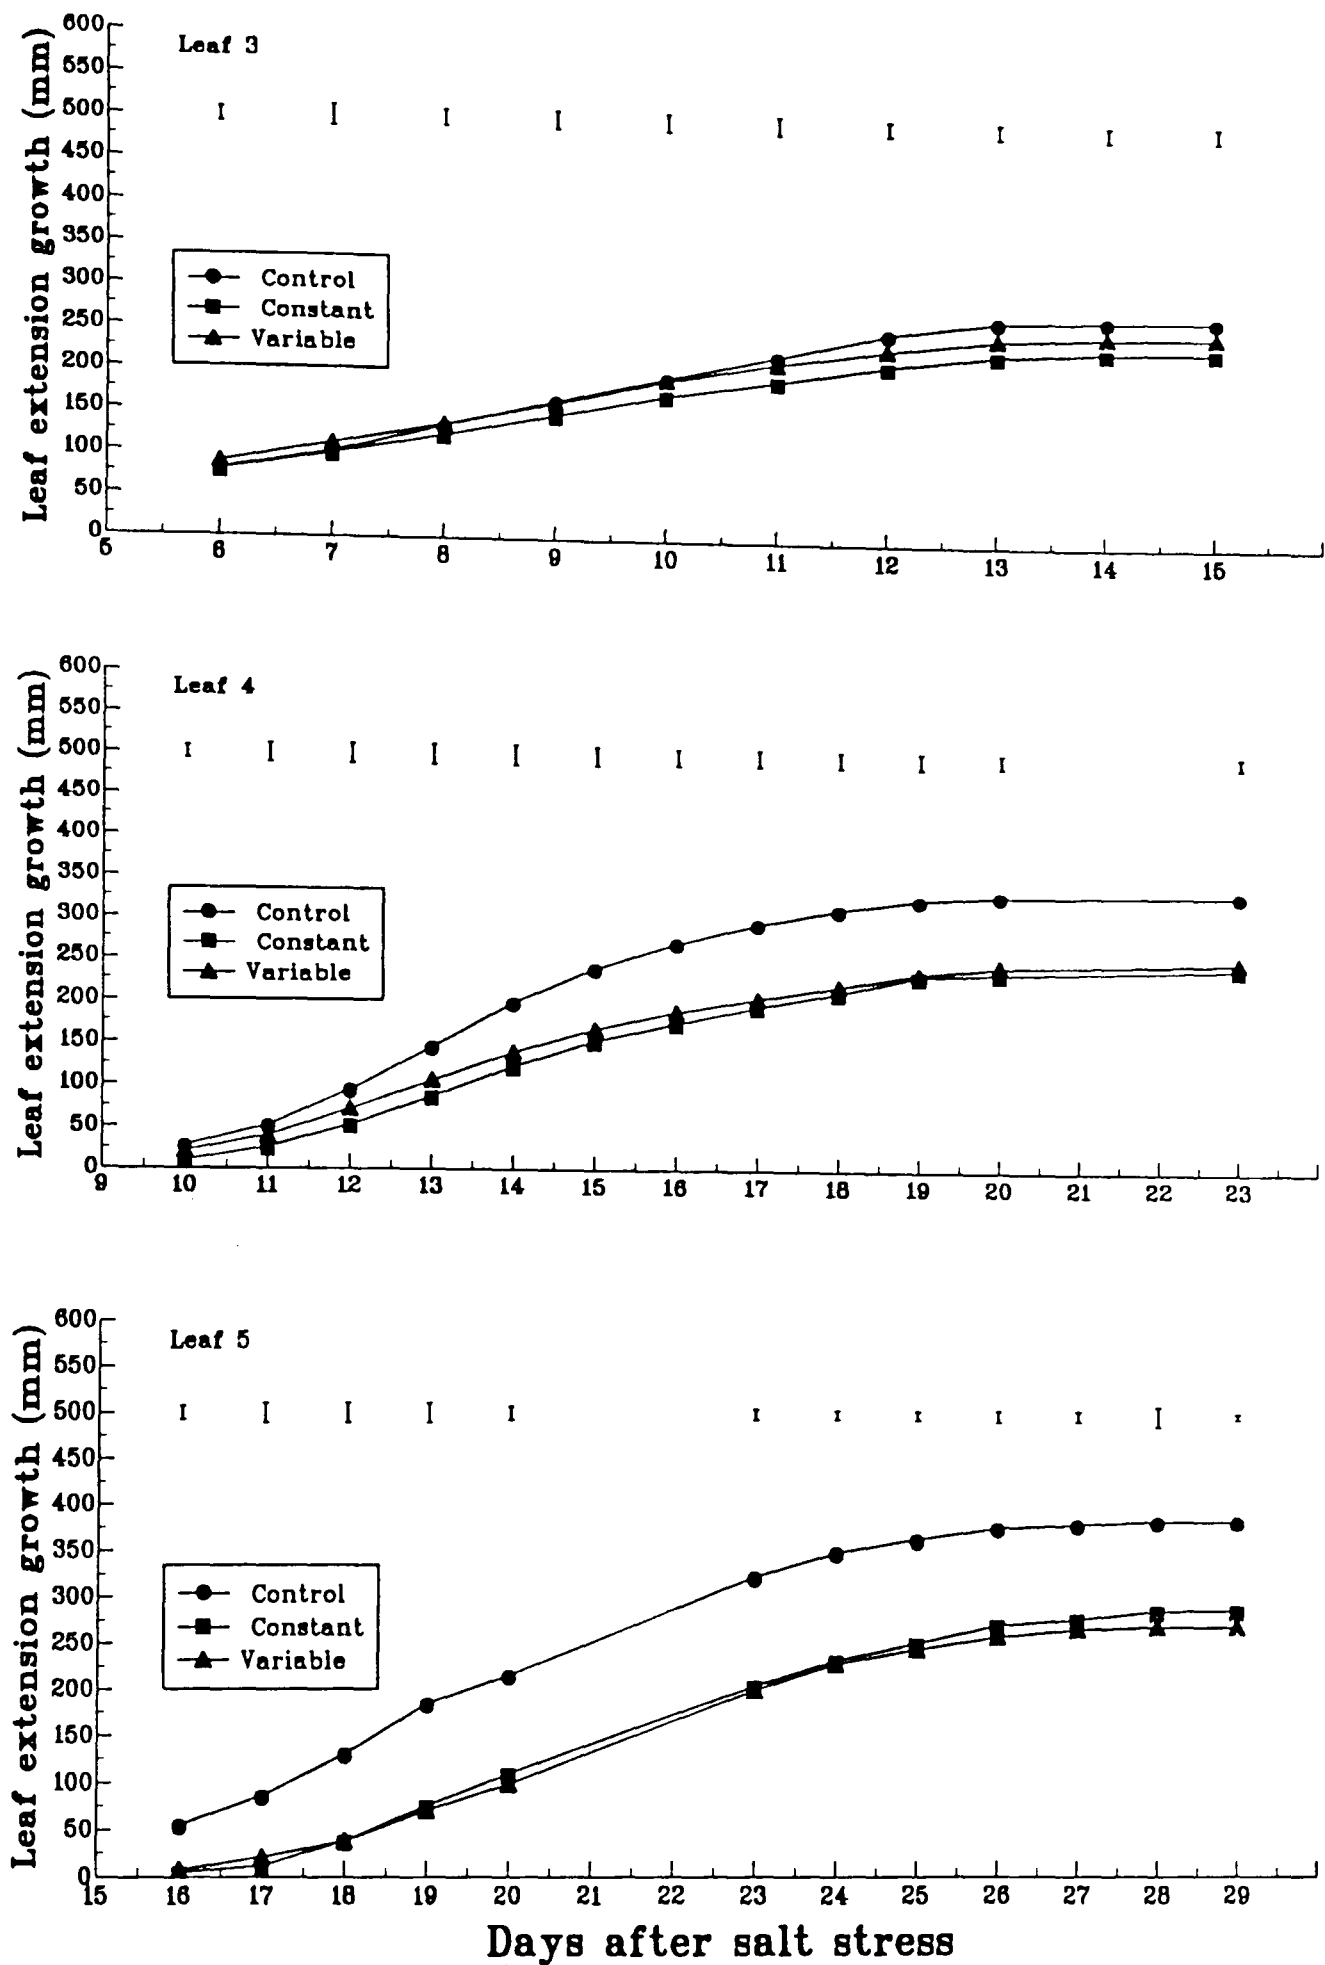 Leaf 3
Leaf extension growth (mm)
600
550
500
450
400
350
300
250
200
150
100
50
0
Control
Constant
Variable
5 6 7 8 9 10 11 12 13 14 15
Leaf 4
Leaf extension growth (mm)
600
550
500
450
400
350
300
250
200
150
100
50
0
Control
Constant
Variable
9 10 11 12 13 14 15 16 17 18 19 20 21 22 23
Leaf 5
Leaf extension growth (mm)
600
550
500
450
400
350
300
250
200
150
100
50
0
Control
Constant
Variable
15 16 17 18 19 20 21 22 23 24 25 26 27 28 29
Days after salt stress